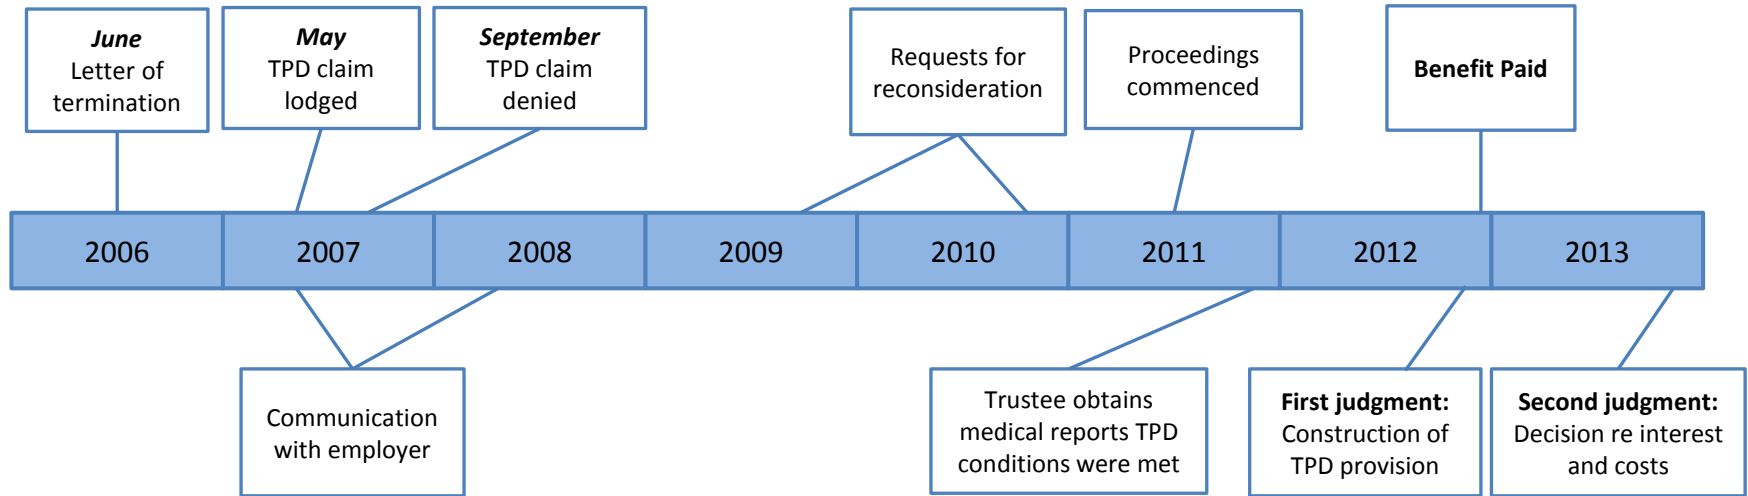 June
Letter of
termination
May
TPD claim
lodged
September
TPD claim
denied
Requests for
reconsideration
Proceedings
commenced
Benefit Paid
2006
2007
2008
2009
2010
2011
2012
2013
Communication
with employer
Trustee obtains
medical reports TPD
conditions were met
First judgment:
Construction of
TPD provision
Second judgment:
Decision re interest
and costs